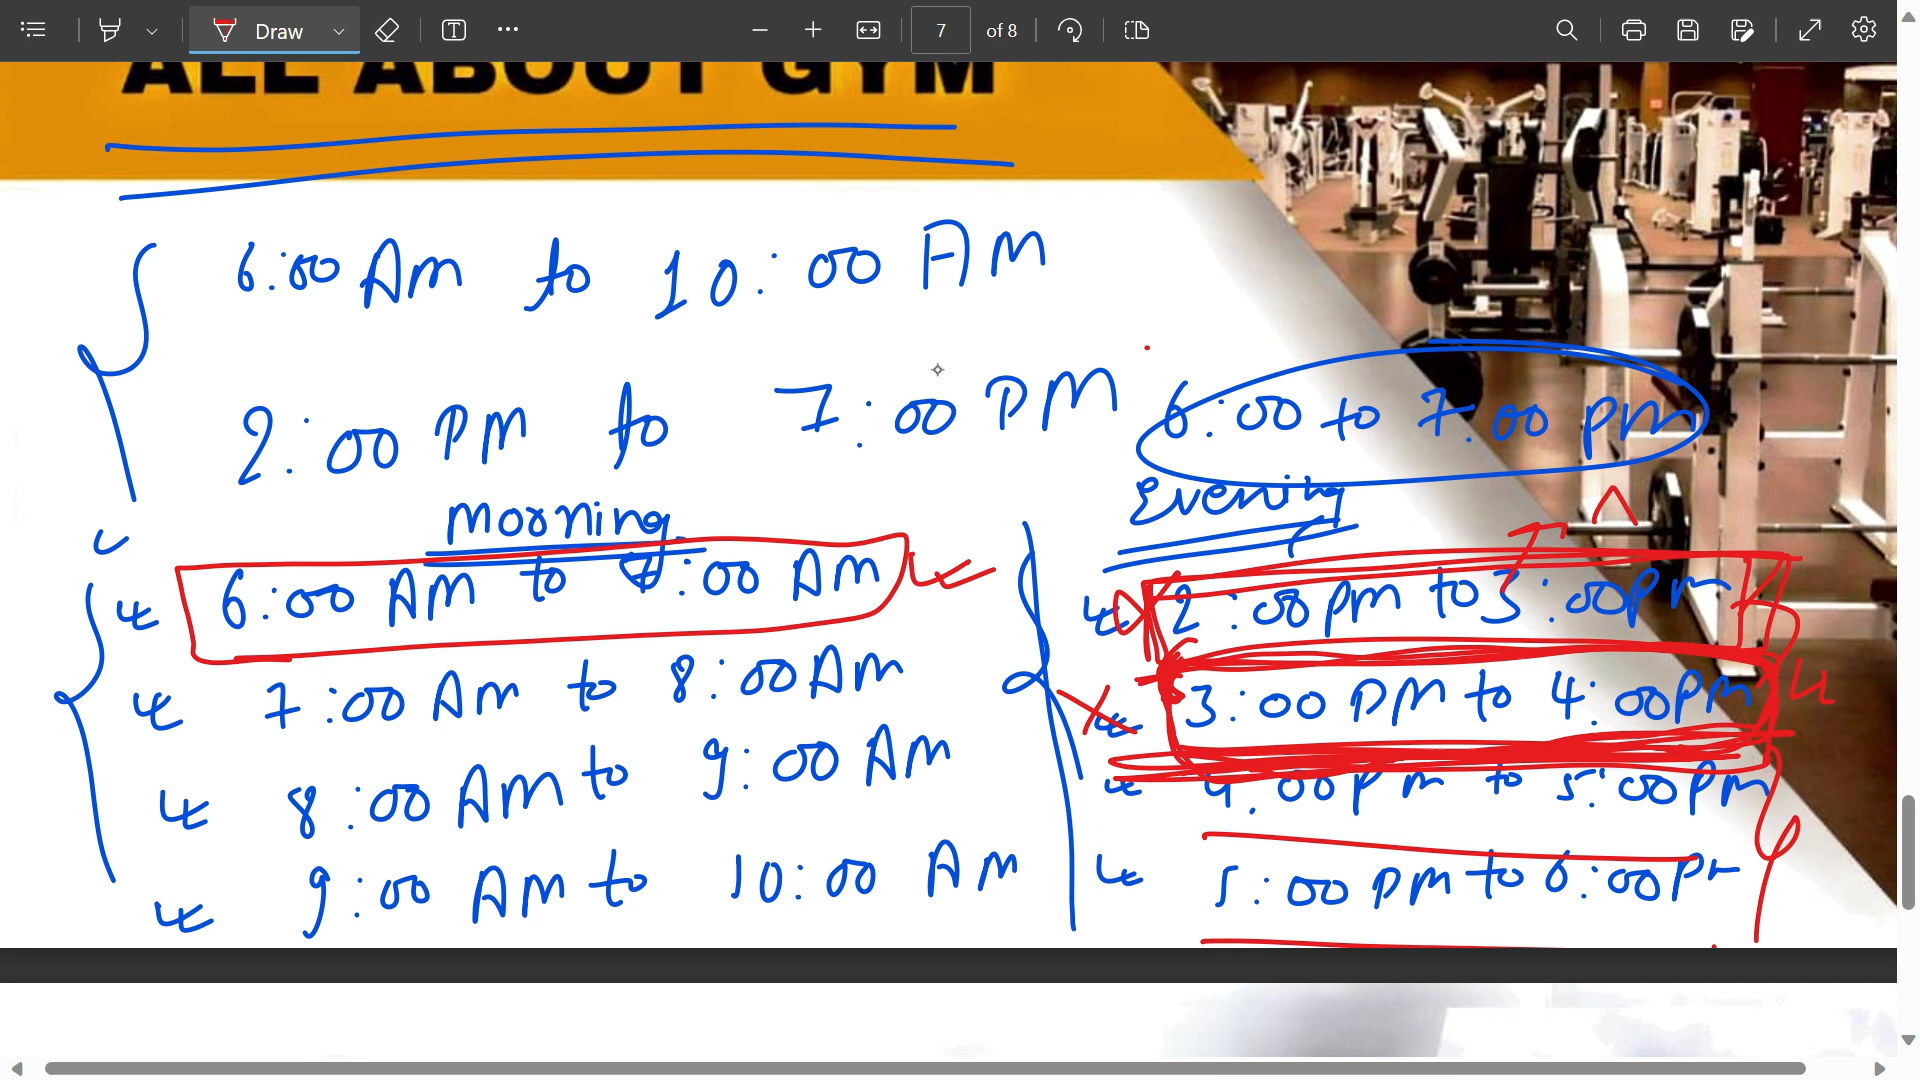 Draw
7 of 8
ALL ABOUT GYM
6:00 AM to 10:00 AM
2:00 PM to 7:00 PM
6:00 to 7:00 pm
morning
Evening
6:00 AM to 7:00 AM
7:00 AM to 8:00 AM
8:00 AM to 9:00 AM
9:00 AM to 10:00 AM
2:00 pm to 3:00 pm
3:00 PM to 4:00 pm
4:00 pm to 5:00 pm
5:00 PM to 6:00 PM